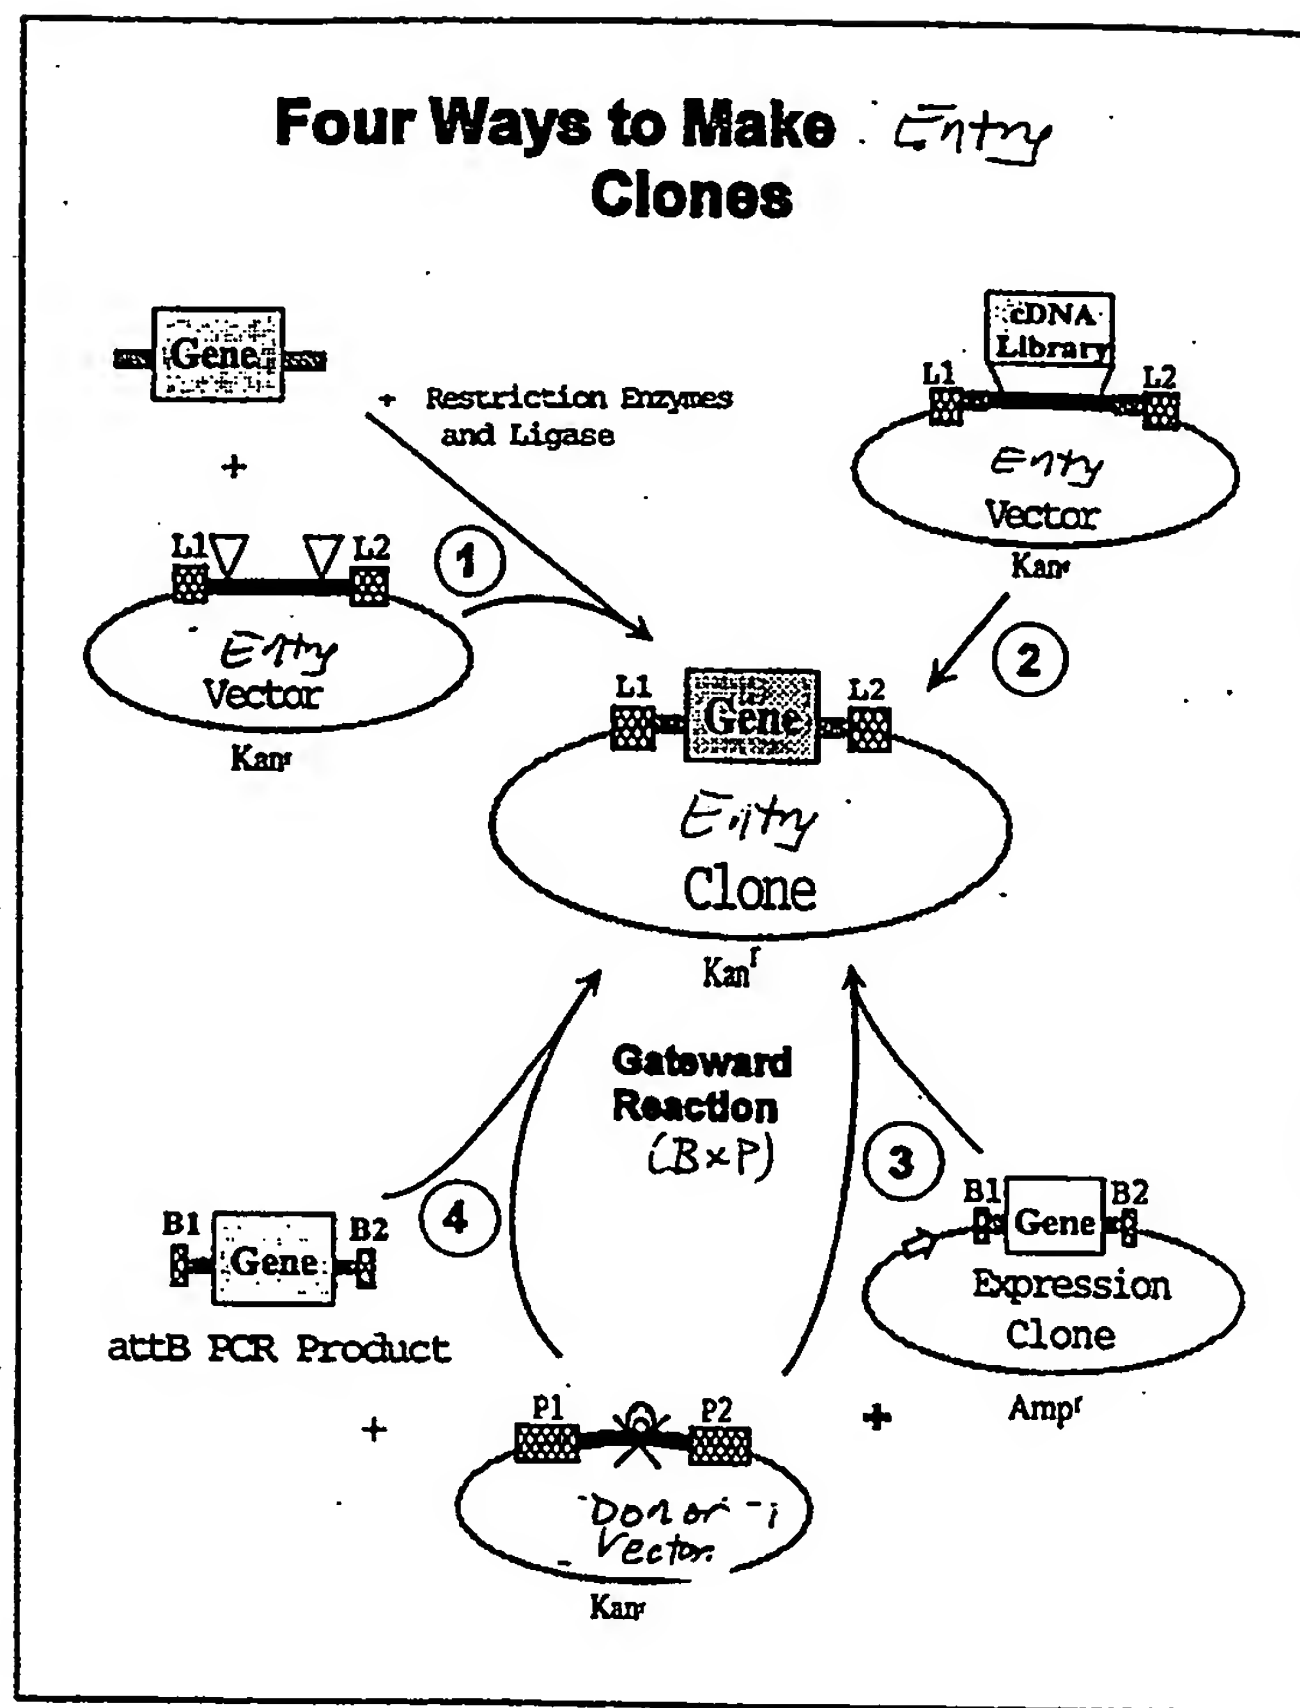 Four Ways to Make Entry
Clones
Gene
+
+ Restriction Enzymes
and Ligase
L1
L2
Entry
Vector
Kanr
1
cDNA
Library
L1
L2
Entry
Vector
Kanr
2
L1
Gene
L2
Entry
Clone
Kanr
Gateward
Reaction
(B×P)
4
3
B1
Gene
B2
attB PCR Product
+
B1
Gene
B2
Expression
Clone
Ampr
+
P1
P2
Donor
Vector
Kanr